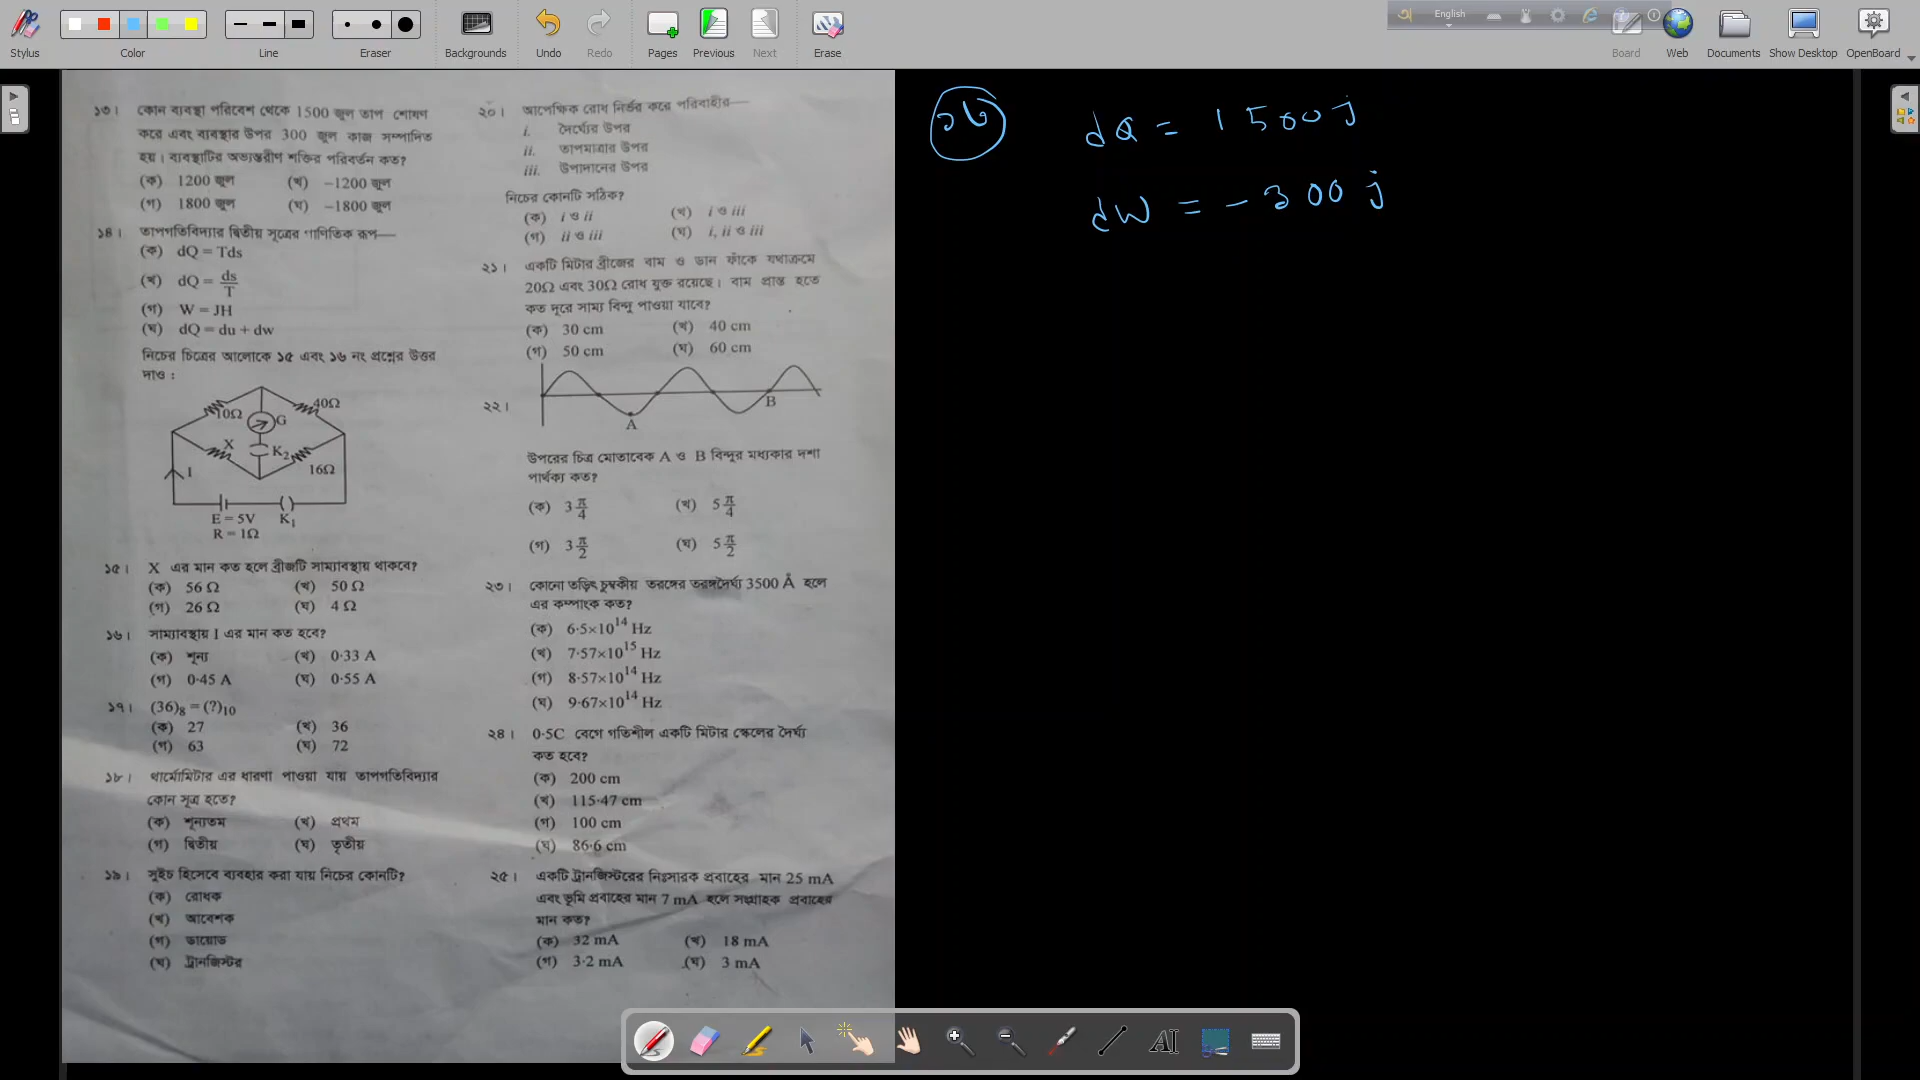 Stylus
Color
Line
Eraser
Backgrounds
Undo
Redo
Pages
Previous
Next
Erase
English
Board
Web
Documents
Show Desktop
OpenBoard
১৩। কোন ব্যবস্থা পরিবেশ থেকে 1500 জুল তাপ শোষণ
করে এবং ব্যবস্থার উপর 300 জুল কাজ সম্পাদিত
হয়। ব্যবস্থাটির অভ্যন্তরীণ শক্তির পরিবর্তন কত?
(ক) 1200 জুল (খ) −1200 জুল
(গ) 1800 জুল (ঘ) −1800 জুল
১৪। তাপগতিবিদ্যার দ্বিতীয় সূত্রের গাণিতিক রূপ—
(ক) dQ = Tds
(খ) dQ = ds/T
(গ) W = JH
(ঘ) dQ = du + dw
নিচের চিত্রের আলোকে ১৫ এবং ১৬ নং প্রশ্নের উত্তর
দাও :
10Ω 40Ω
G
X K2
16Ω
I
E = 5V K1
R = 1Ω
১৫। X এর মান কত হলে ব্রীজটি সাম্যাবস্থায় থাকবে?
(ক) 56 Ω (খ) 50 Ω
(গ) 26 Ω (ঘ) 4 Ω
১৬। সাম্যাবস্থায় I এর মান কত হবে?
(ক) শূন্য (খ) 0·33 A
(গ) 0·45 A (ঘ) 0·55 A
১৭। (36)8 = (?)10
(ক) 27 (খ) 36
(গ) 63 (ঘ) 72
১৮। থার্মোমিটার এর ধারণা পাওয়া যায় তাপগতিবিদ্যার
কোন সূত্র হতে?
(ক) শূন্যতম (খ) প্রথম
(গ) দ্বিতীয় (ঘ) তৃতীয়
১৯। সুইচ হিসেবে ব্যবহার করা যায় নিচের কোনটি?
(ক) রোধক
(খ) আবেশক
(গ) ডায়োড
(ঘ) ট্রানজিস্টর
২০। আপেক্ষিক রোধ নির্ভর করে পরিবাহীর—
i. দৈর্ঘ্যের উপর
ii. তাপমাত্রার উপর
iii. উপাদানের উপর
নিচের কোনটি সঠিক?
(ক) i ও ii (খ) i ও iii
(গ) ii ও iii (ঘ) i, ii ও iii
২১। একটি মিটার ব্রীজের বাম ও ডান ফাঁকে যথাক্রমে
20Ω এবং 30Ω রোধ যুক্ত রয়েছে। বাম প্রান্ত হতে
কত দূরে সাম্য বিন্দু পাওয়া যাবে?
(ক) 30 cm (খ) 40 cm
(গ) 50 cm (ঘ) 60 cm
২২।
A
B
উপরের চিত্র মোতাবেক A ও B বিন্দুর মধ্যকার দশা
পার্থক্য কত?
(ক) 3 π/4 (খ) 5 π/4
(গ) 3 π/2 (ঘ) 5 π/2
২৩। কোনো তড়িৎ চুম্বকীয় তরঙ্গের তরঙ্গদৈর্ঘ্য 3500 Å হলে
এর কম্পাংক কত?
(ক) 6·5×10^14 Hz
(খ) 7·57×10^15 Hz
(গ) 8·57×10^14 Hz
(ঘ) 9·67×10^14 Hz
২৪। 0·5C বেগে গতিশীল একটি মিটার স্কেলের দৈর্ঘ্য
কত হবে?
(ক) 200 cm
(খ) 115·47 cm
(গ) 100 cm
(ঘ) 86·6 cm
২৫। একটি ট্রানজিস্টরের নিঃসারক প্রবাহের মান 25 mA
এবং ভূমি প্রবাহের মান 7 mA হলে সংগ্রাহক প্রবাহের
মান কত?
(ক) 32 mA (খ) 18 mA
(গ) 3·2 mA (ঘ) 3 mA
১৩
dQ = 1500 j
dW = - 300 j